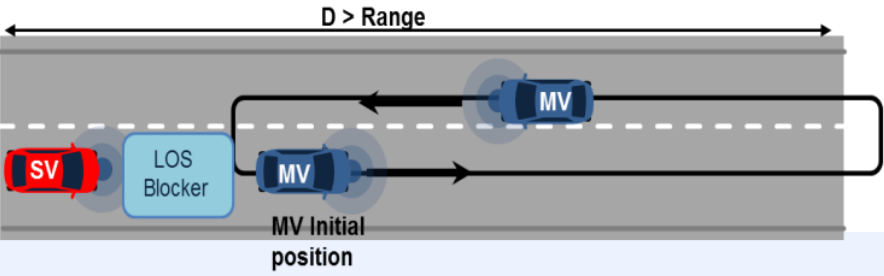 D > Range
MV
SV
LOS
Blocker
MV
MV Initial
position